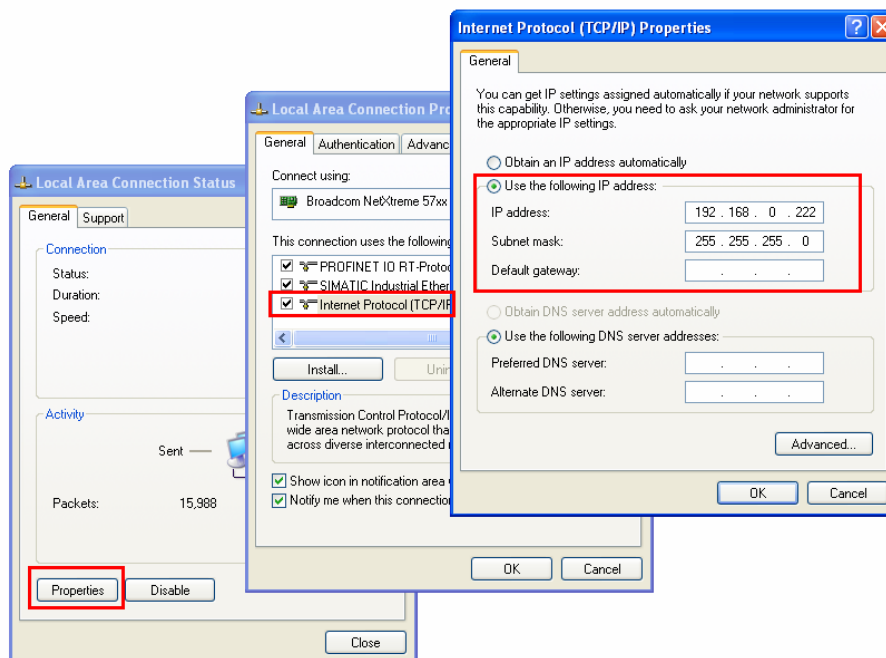 Internet Protocol (TCP/IP) Properties
General
You can get IP settings assigned automatically if your network supports
this capability. Otherwise, you need to ask your network administrator for
the appropriate IP settings.
Obtain an IP address automatically
Use the following IP address:
IP address: 192 . 168 . 0 . 222
Subnet mask: 255 . 255 . 255 . 0
Default gateway: . . .
Obtain DNS server address automatically
Use the following DNS server addresses:
Preferred DNS server: . . .
Alternate DNS server: . . .
Advanced...
OK Cancel
Local Area Connection Pro
General Authentication Advanc
Connect using:
Broadcom NetXtreme 57xx
This connection uses the following
PROFINET IO RT-Protoc
SIMATIC Industrial Ether
Internet Protocol (TCP/IP
Install... Unin
Description
Transmission Control Protocol/I
wide area network protocol tha
across diverse interconnected
Show icon in notification area
Notify me when this connection
OK Cancel
Local Area Connection Status
General Support
Connection
Status:
Duration:
Speed:
Activity
Sent
Packets: 15,988
Properties Disable
Close